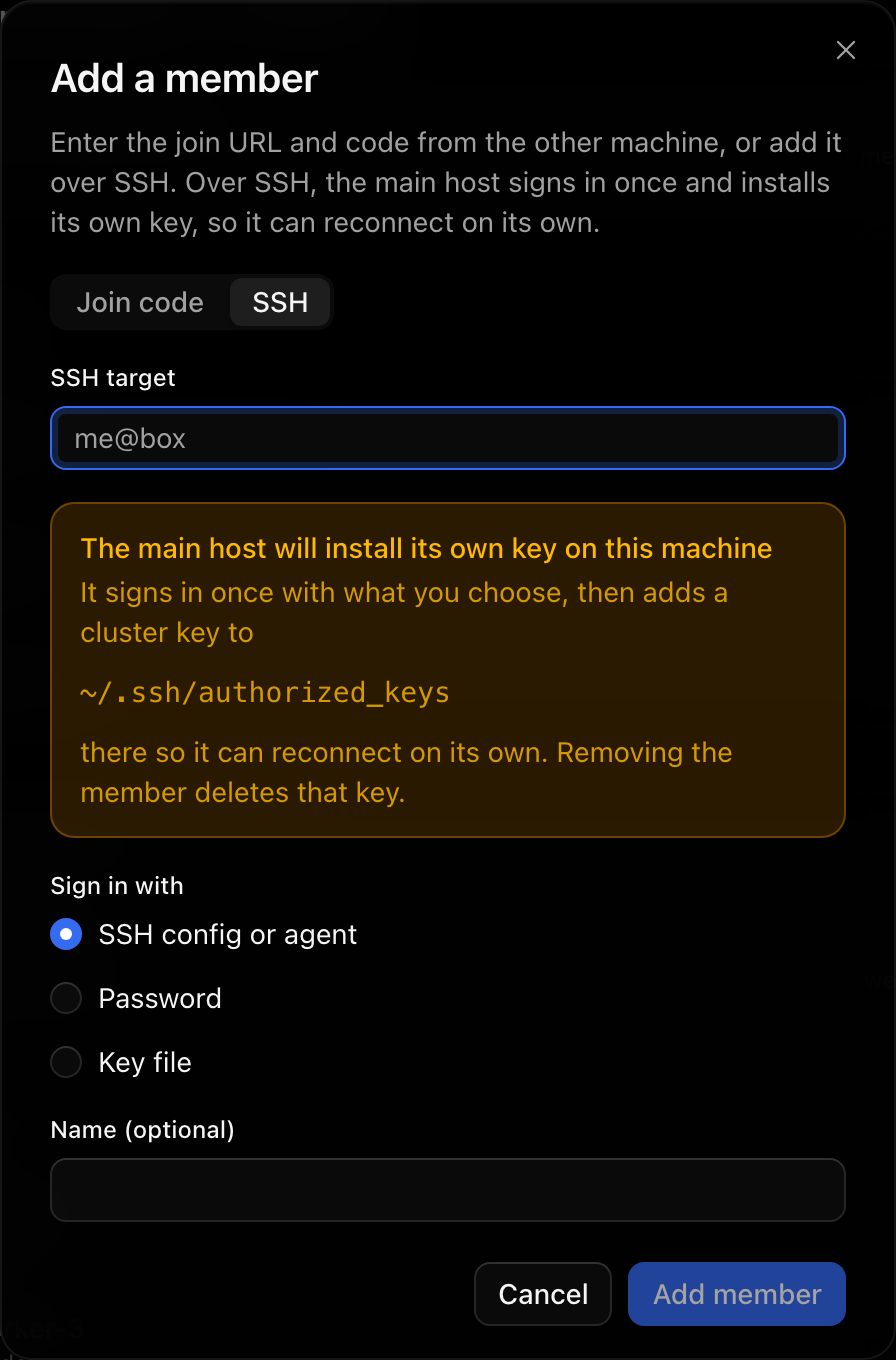 Add a member
Enter the join URL and code from the other machine, or add it
over SSH. Over SSH, the main host signs in once and installs
its own key, so it can reconnect on its own.
Join code
SSH
SSH target
me@box
The main host will install its own key on this machine
It signs in once with what you choose, then adds a
cluster key to
~/.ssh/authorized_keys
there so it can reconnect on its own. Removing the
member deletes that key.
Sign in with
SSH config or agent
Password
Key file
Name (optional)
Cancel
Add member